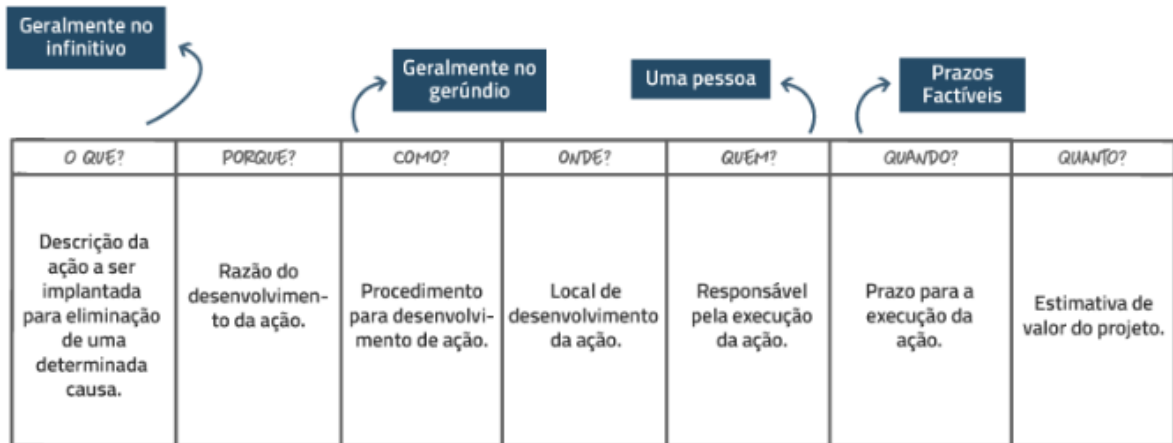 Geralmente no
infinitivo
Geralmente no
gerúndio
Uma pessoa
Prazos
Factíveis
O QUE?
PORQUE?
COMO?
ONDE?
QUEM?
QUANDO?
QUANTO?
Descrição da
ação a ser
implantada
para eliminação
de uma
determinada
causa.
Razão do
desenvolvimen-
to da ação.
Procedimento
para desenvolvi-
mento de ação.
Local de
desenvolvimento
da ação.
Responsável
pela execução
da ação.
Prazo para a
execução da
ação.
Estimativa de
valor do projeto.